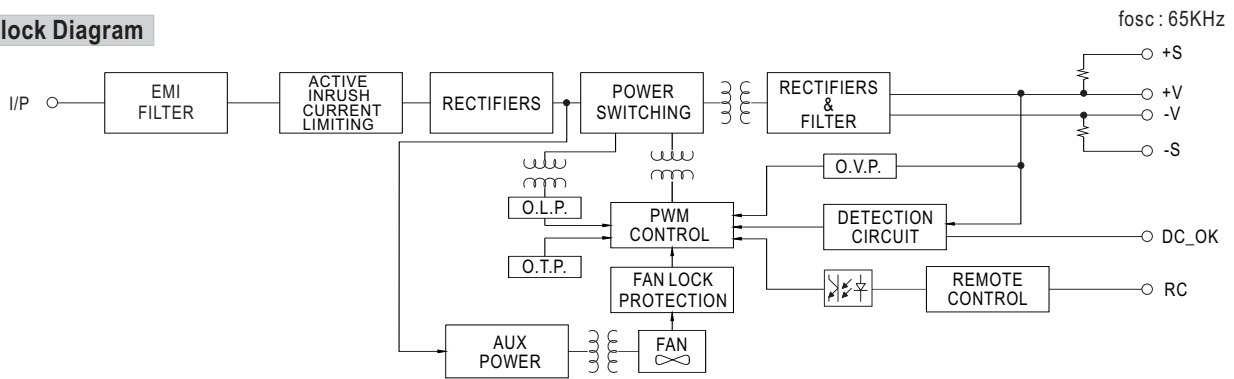 lock Diagram
fosc : 65KHz
I/P
EMI
FILTER
ACTIVE
INRUSH
CURRENT
LIMITING
RECTIFIERS
POWER
SWITCHING
RECTIFIERS
&
FILTER
+S
+V
-V
-S
O.V.P.
O.L.P.
PWM
CONTROL
DETECTION
CIRCUIT
DC_OK
O.T.P.
FAN LOCK
PROTECTION
REMOTE
CONTROL
RC
AUX
POWER
FAN